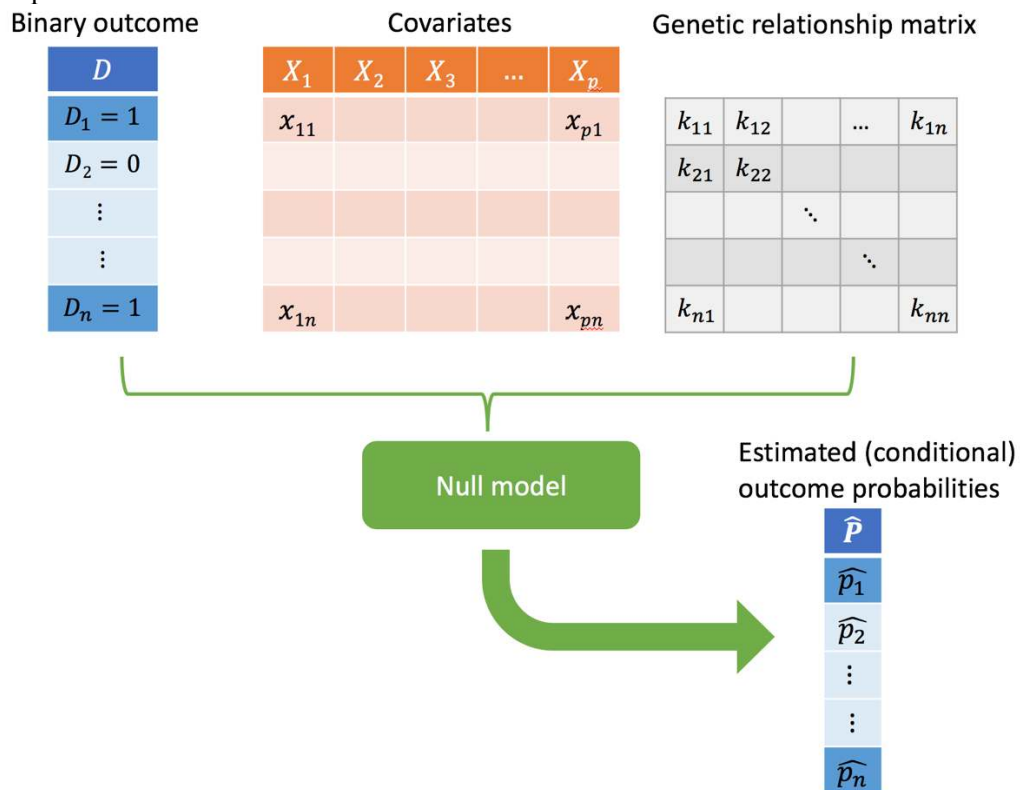 Binary outcome
Covariates
Genetic relationship matrix
D
D₁ = 1
D₂ = 0
⋮
⋮
Dₙ = 1
X₁ X₂ X₃ ... Xₚ
x₁₁ xₚ₁
x₁ₙ xₚₙ
k₁₁ k₁₂ ... k₁ₙ
k₂₁ k₂₂
⋱
⋱
kₙ₁ kₙₙ
Null model
Estimated (conditional)
outcome probabilities
P̂
p̂₁
p̂₂
⋮
⋮
p̂ₙ